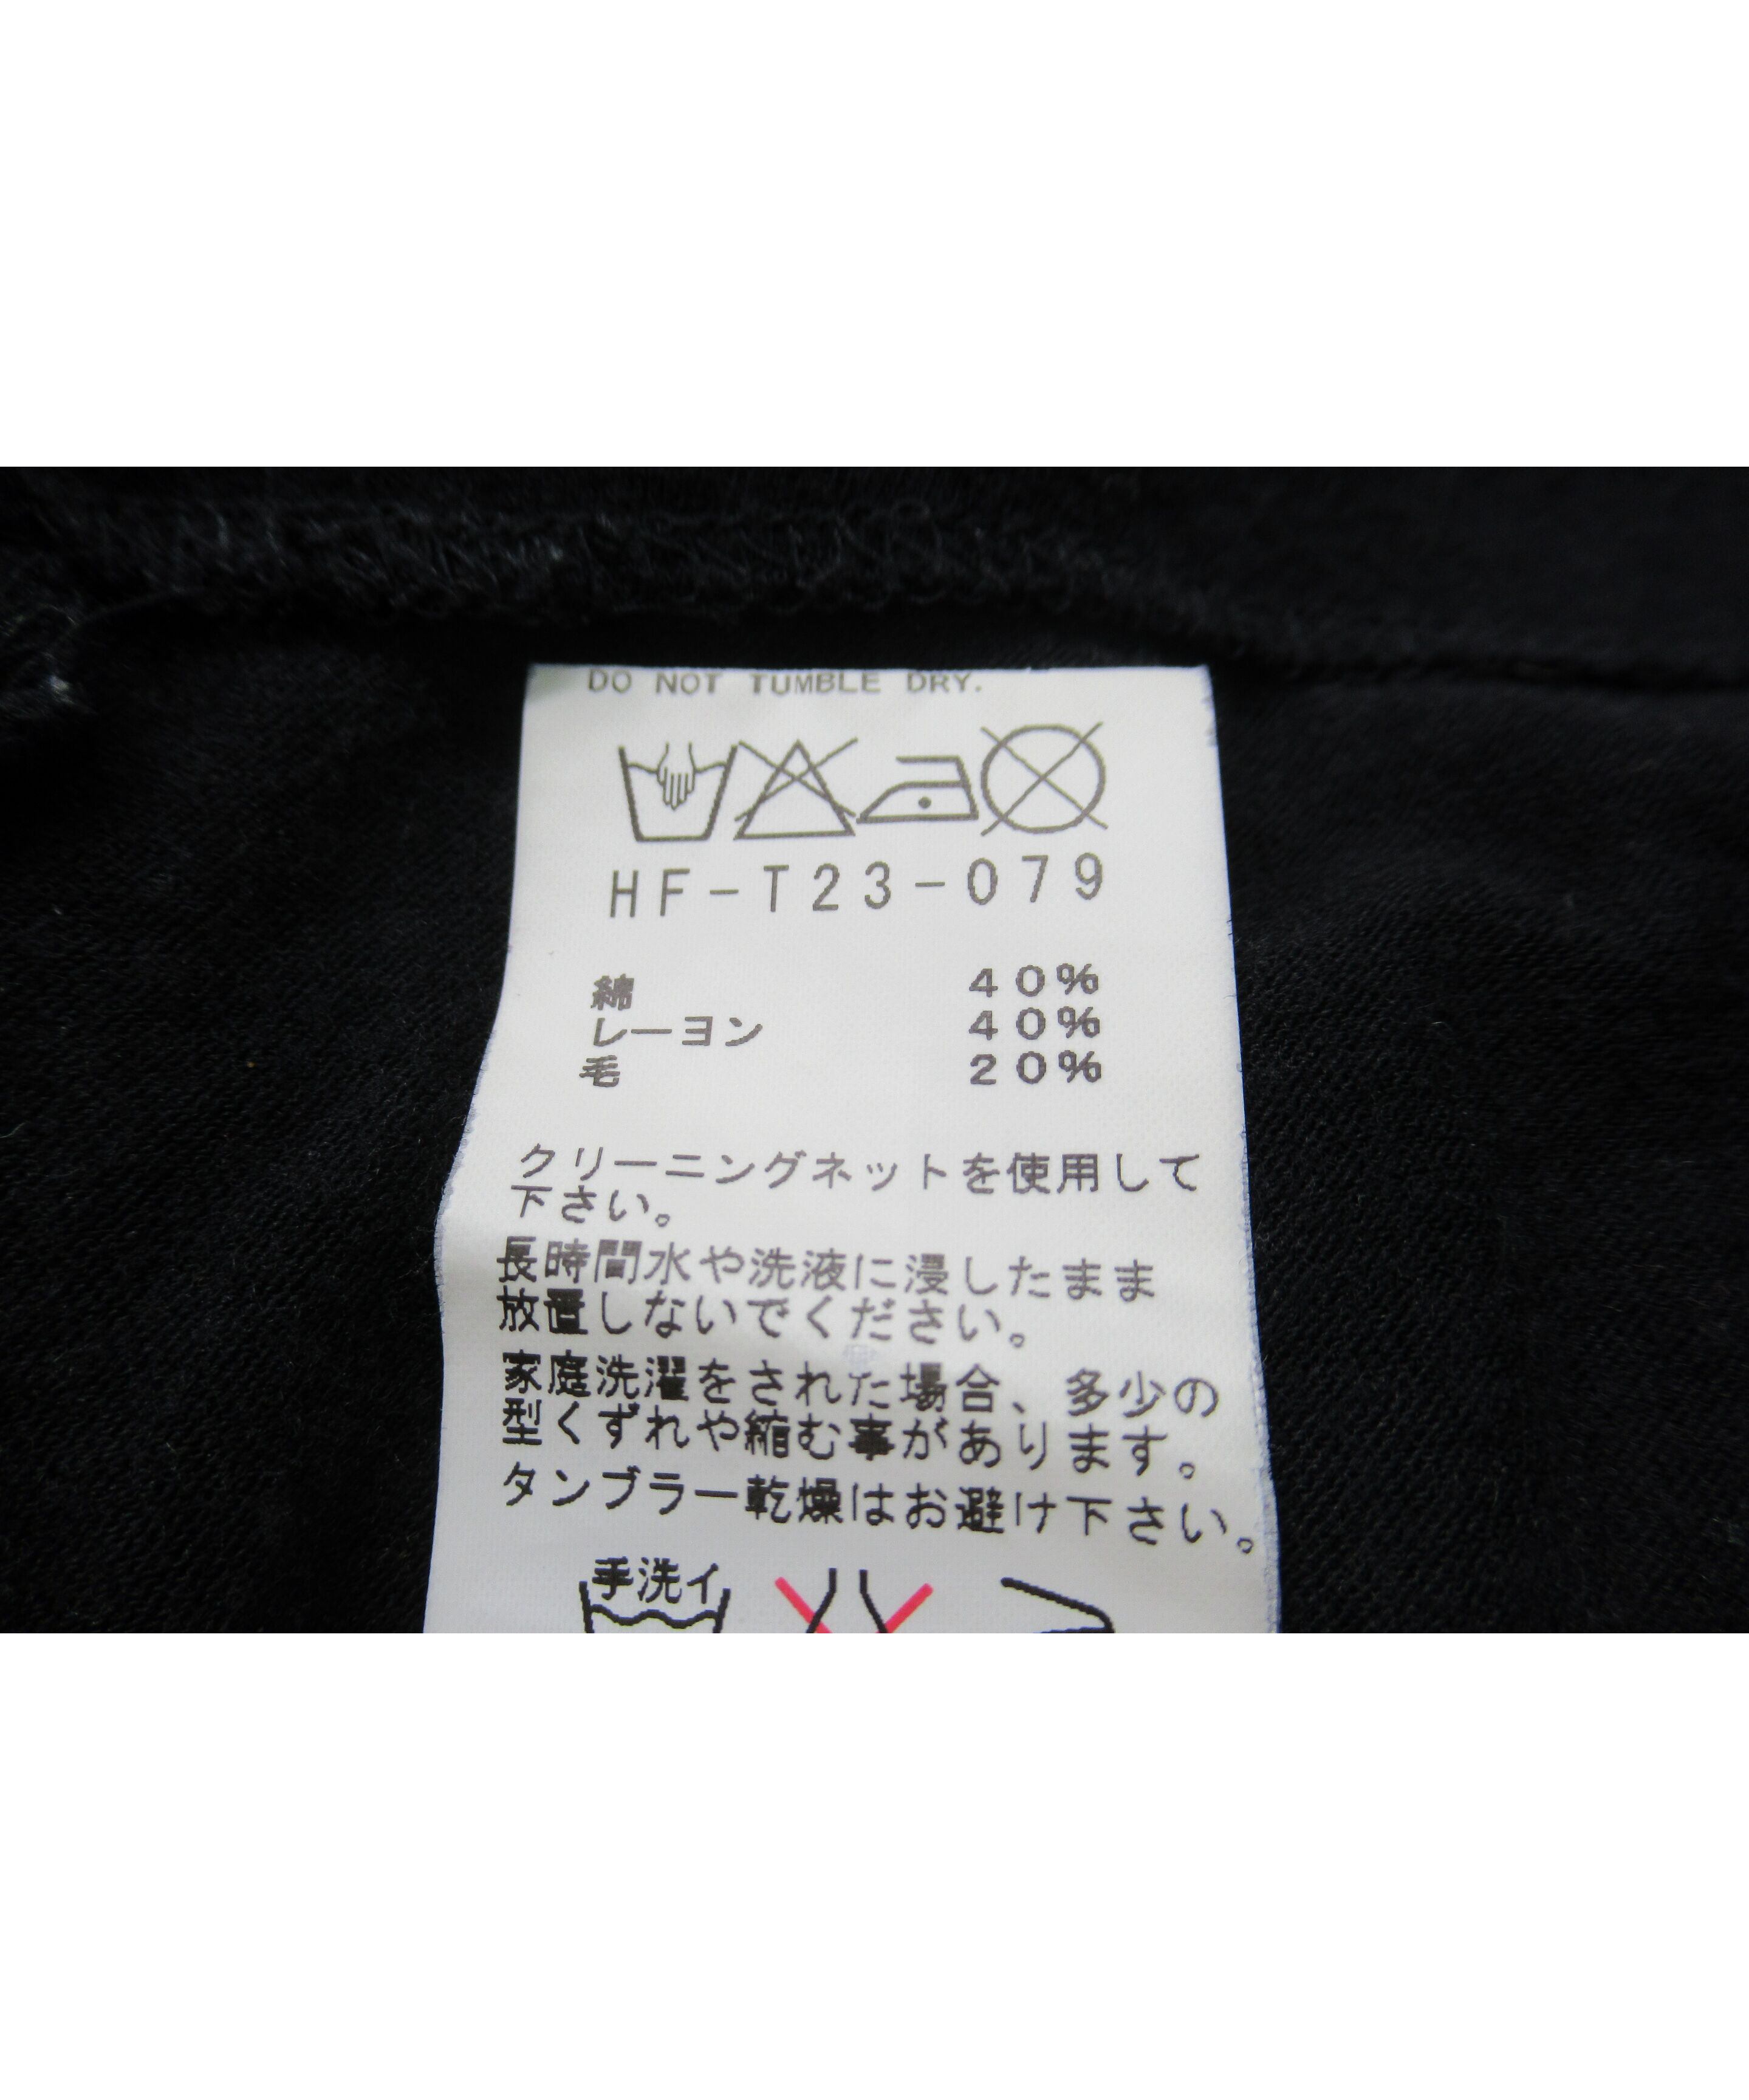 DO NOT TUMBLE DRY.
HF-T23-079
綿 40%
レーヨン 40%
毛 20%
クリーニングネットを使用して
下さい。
長時間水や洗液に浸したまま
放置しないでください。
家庭洗濯をされた場合、多少の
型くずれや縮む事があります。
タンブラー乾燥はお避け下さい。
手洗イ